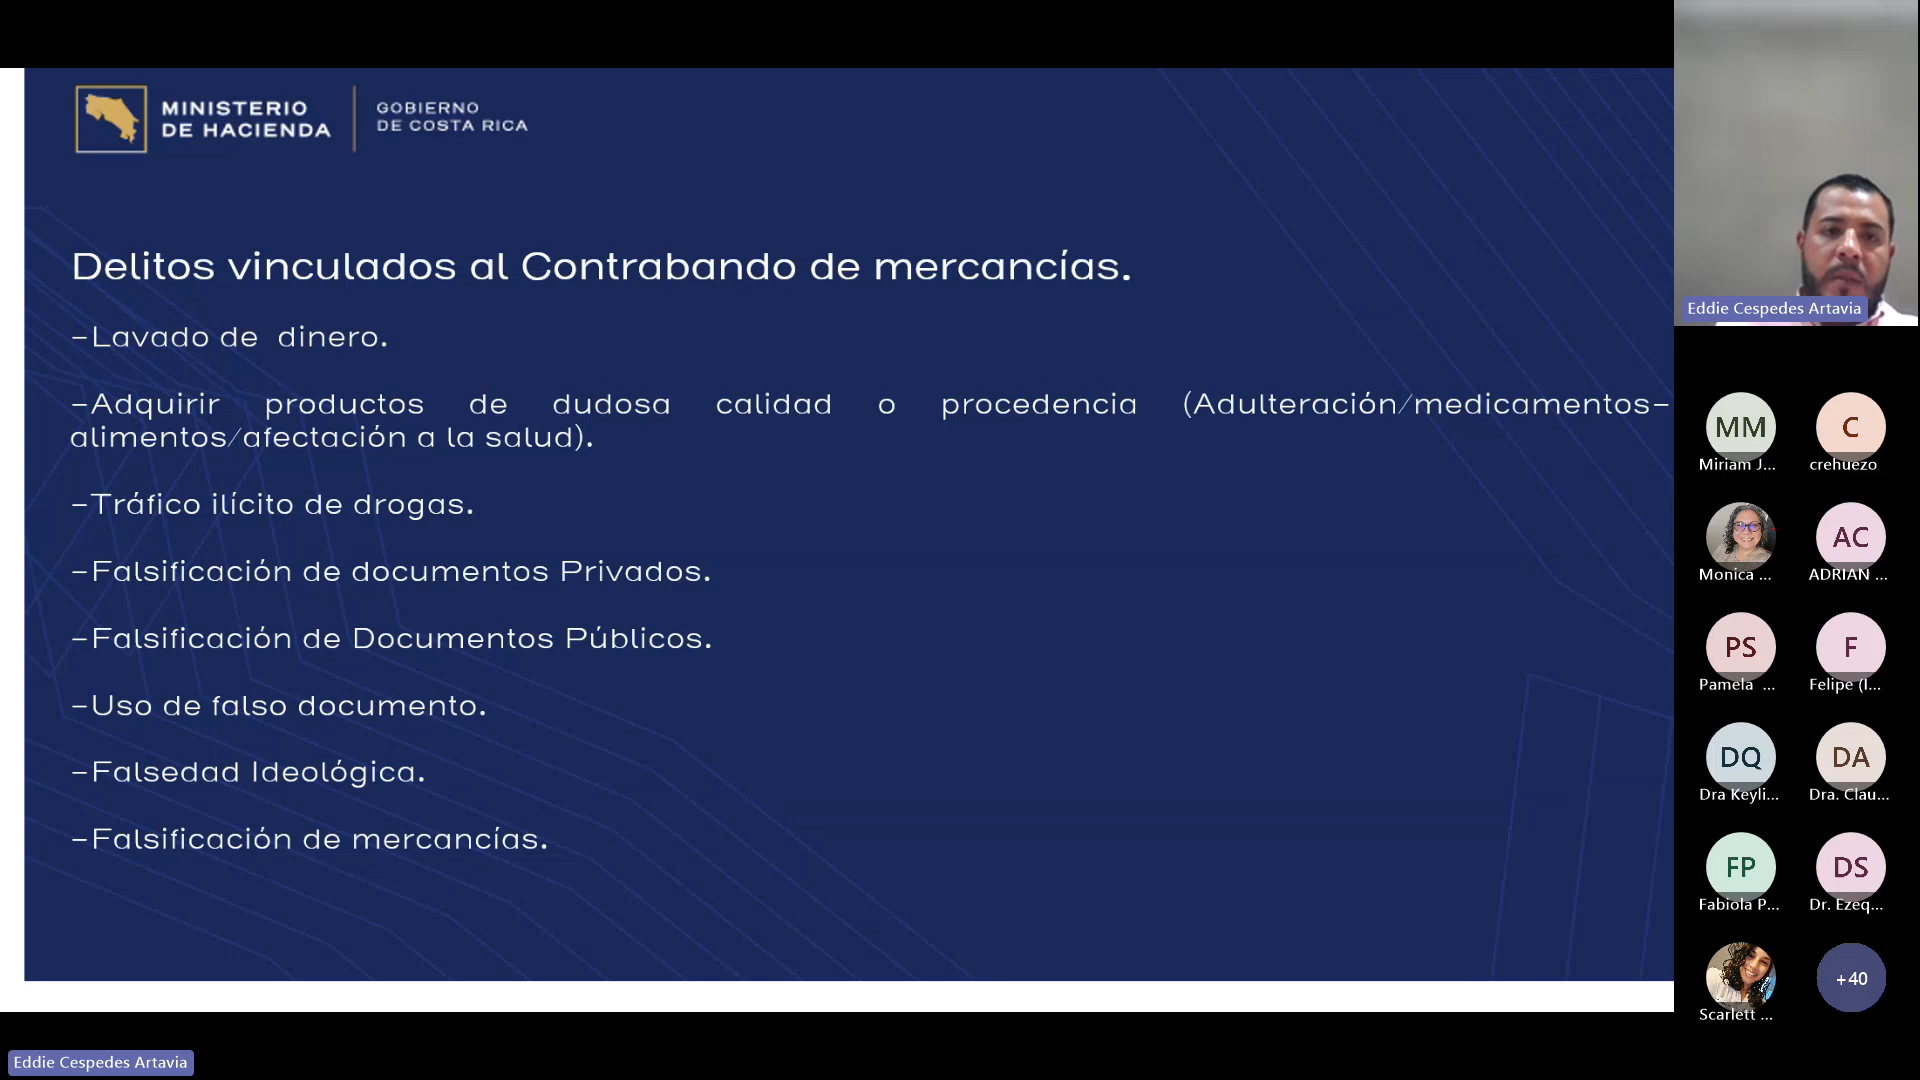 MINISTERIO
DE HACIENDA
GOBIERNO
DE COSTA RICA
Delitos vinculados al Contrabando de mercancías.
-Lavado de dinero.
-Adquirir productos de dudosa calidad o procedencia (Adulteración/medicamentos-
alimentos/afectación a la salud).
-Tráfico ilícito de drogas.
-Falsificación de documentos Privados.
-Falsificación de Documentos Públicos.
-Uso de falso documento.
-Falsedad Ideológica.
-Falsificación de mercancías.
Eddie Cespedes Artavia
MM
Miriam J...
C
crehuezo
Monica ...
AC
ADRIAN ...
PS
Pamela ...
F
Felipe (I...
DQ
Dra Keyli...
DA
Dra. Clau...
FP
Fabiola P...
DS
Dr. Ezeq...
Scarlett ...
+40
Eddie Cespedes Artavia